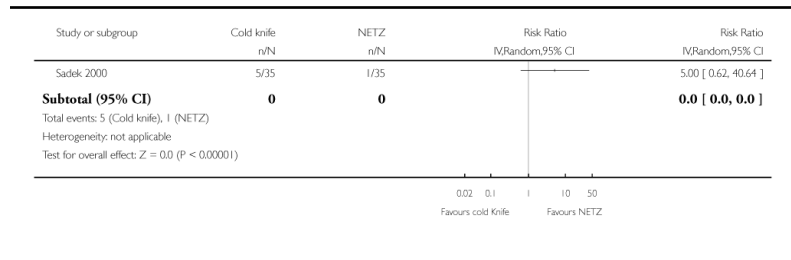 Study or subgroup Cold knife NETZ Risk Ratio Risk Ratio
n/N n/N IV,Random,95% CI IV,Random,95% CI
Sadek 2000 5/35 1/35 5.00 [ 0.62, 40.64 ]
Subtotal (95% CI) 0 0 0.0 [ 0.0, 0.0 ]
Total events: 5 (Cold knife), 1 (NETZ)
Heterogeneity: not applicable
Test for overall effect: Z = 0.0 (P < 0.00001)
0.02 0.1 1 10 50
Favours cold Knife Favours NETZ